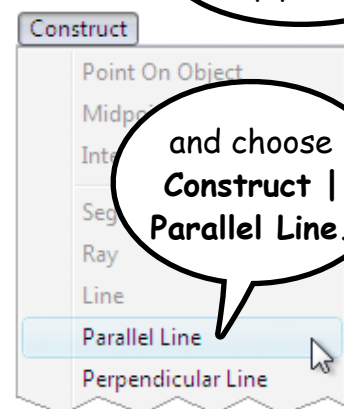 Construct
Point On Object
and choose
Construct |
Parallel Line.
Ray
Line
Parallel Line
Perpendicular Line